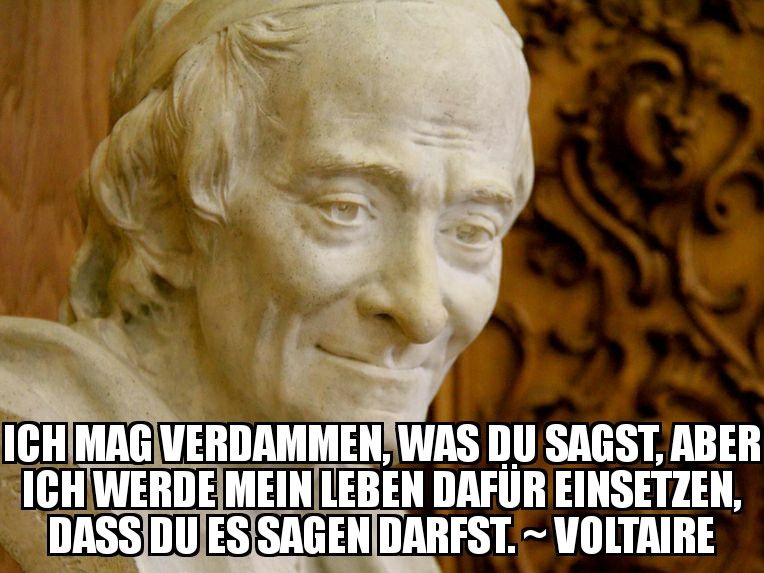 ICH MAG VERDAMMEN, WAS DU SAGST, ABER
ICH WERDE MEIN LEBEN DAFÜR EINSETZEN,
DASS DU ES SAGEN DARFST. ~ VOLTAIRE